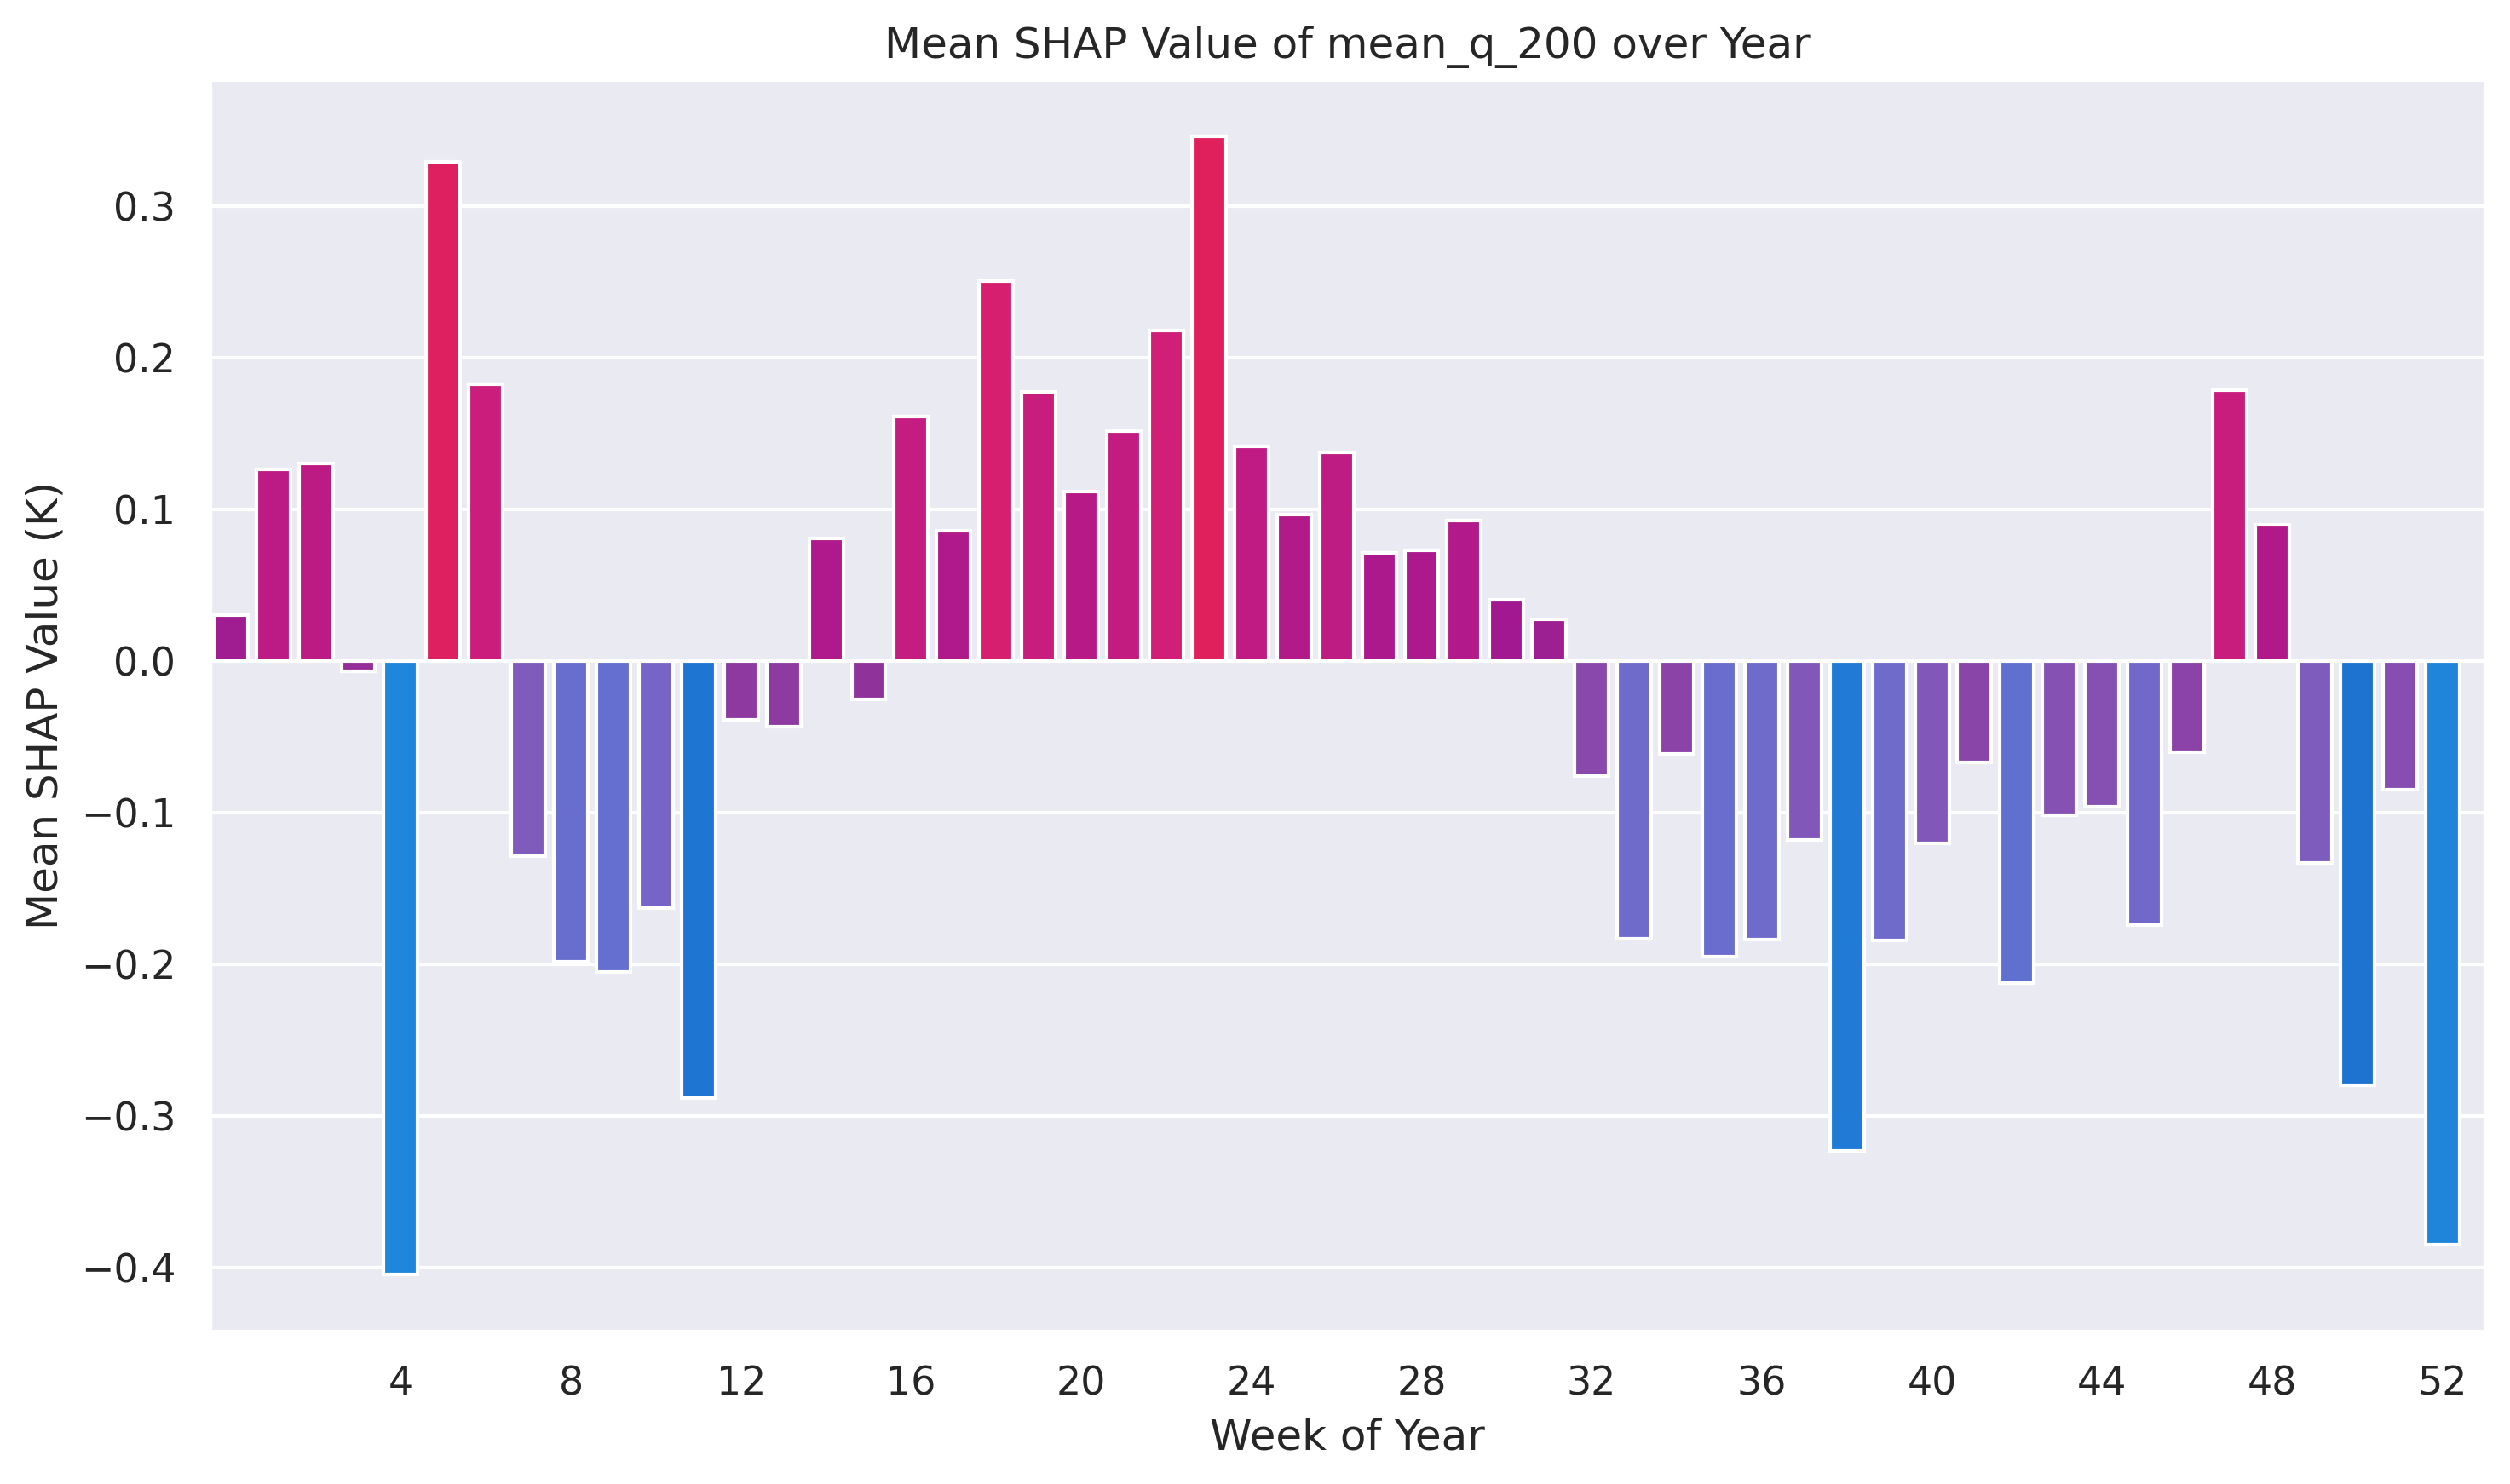 Mean SHAP Value of mean_q_200 over Year
Mean SHAP Value (K)
0.3
0.2
0.1
0.0
−0.1
−0.2
−0.3
−0.4
4 8 12 16 20 24 28 32 36 40 44 48 52
Week of Year